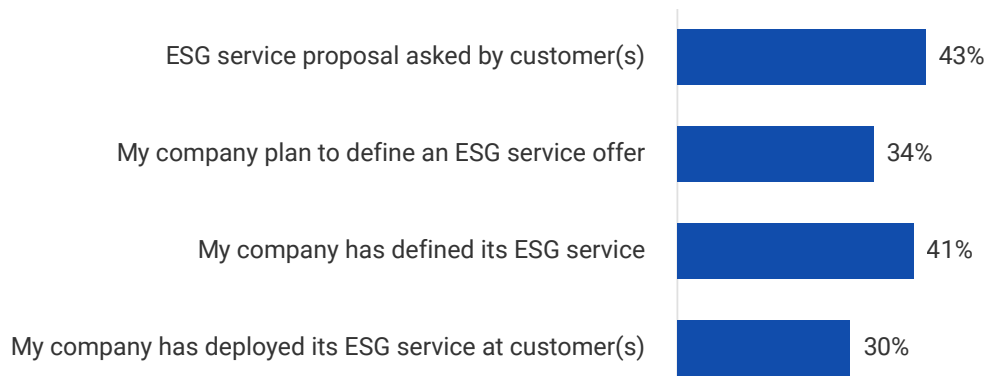 ESG service proposal asked by customer(s) 43%
My company plan to define an ESG service offer 34%
My company has defined its ESG service 41%
My company has deployed its ESG service at customer(s) 30%